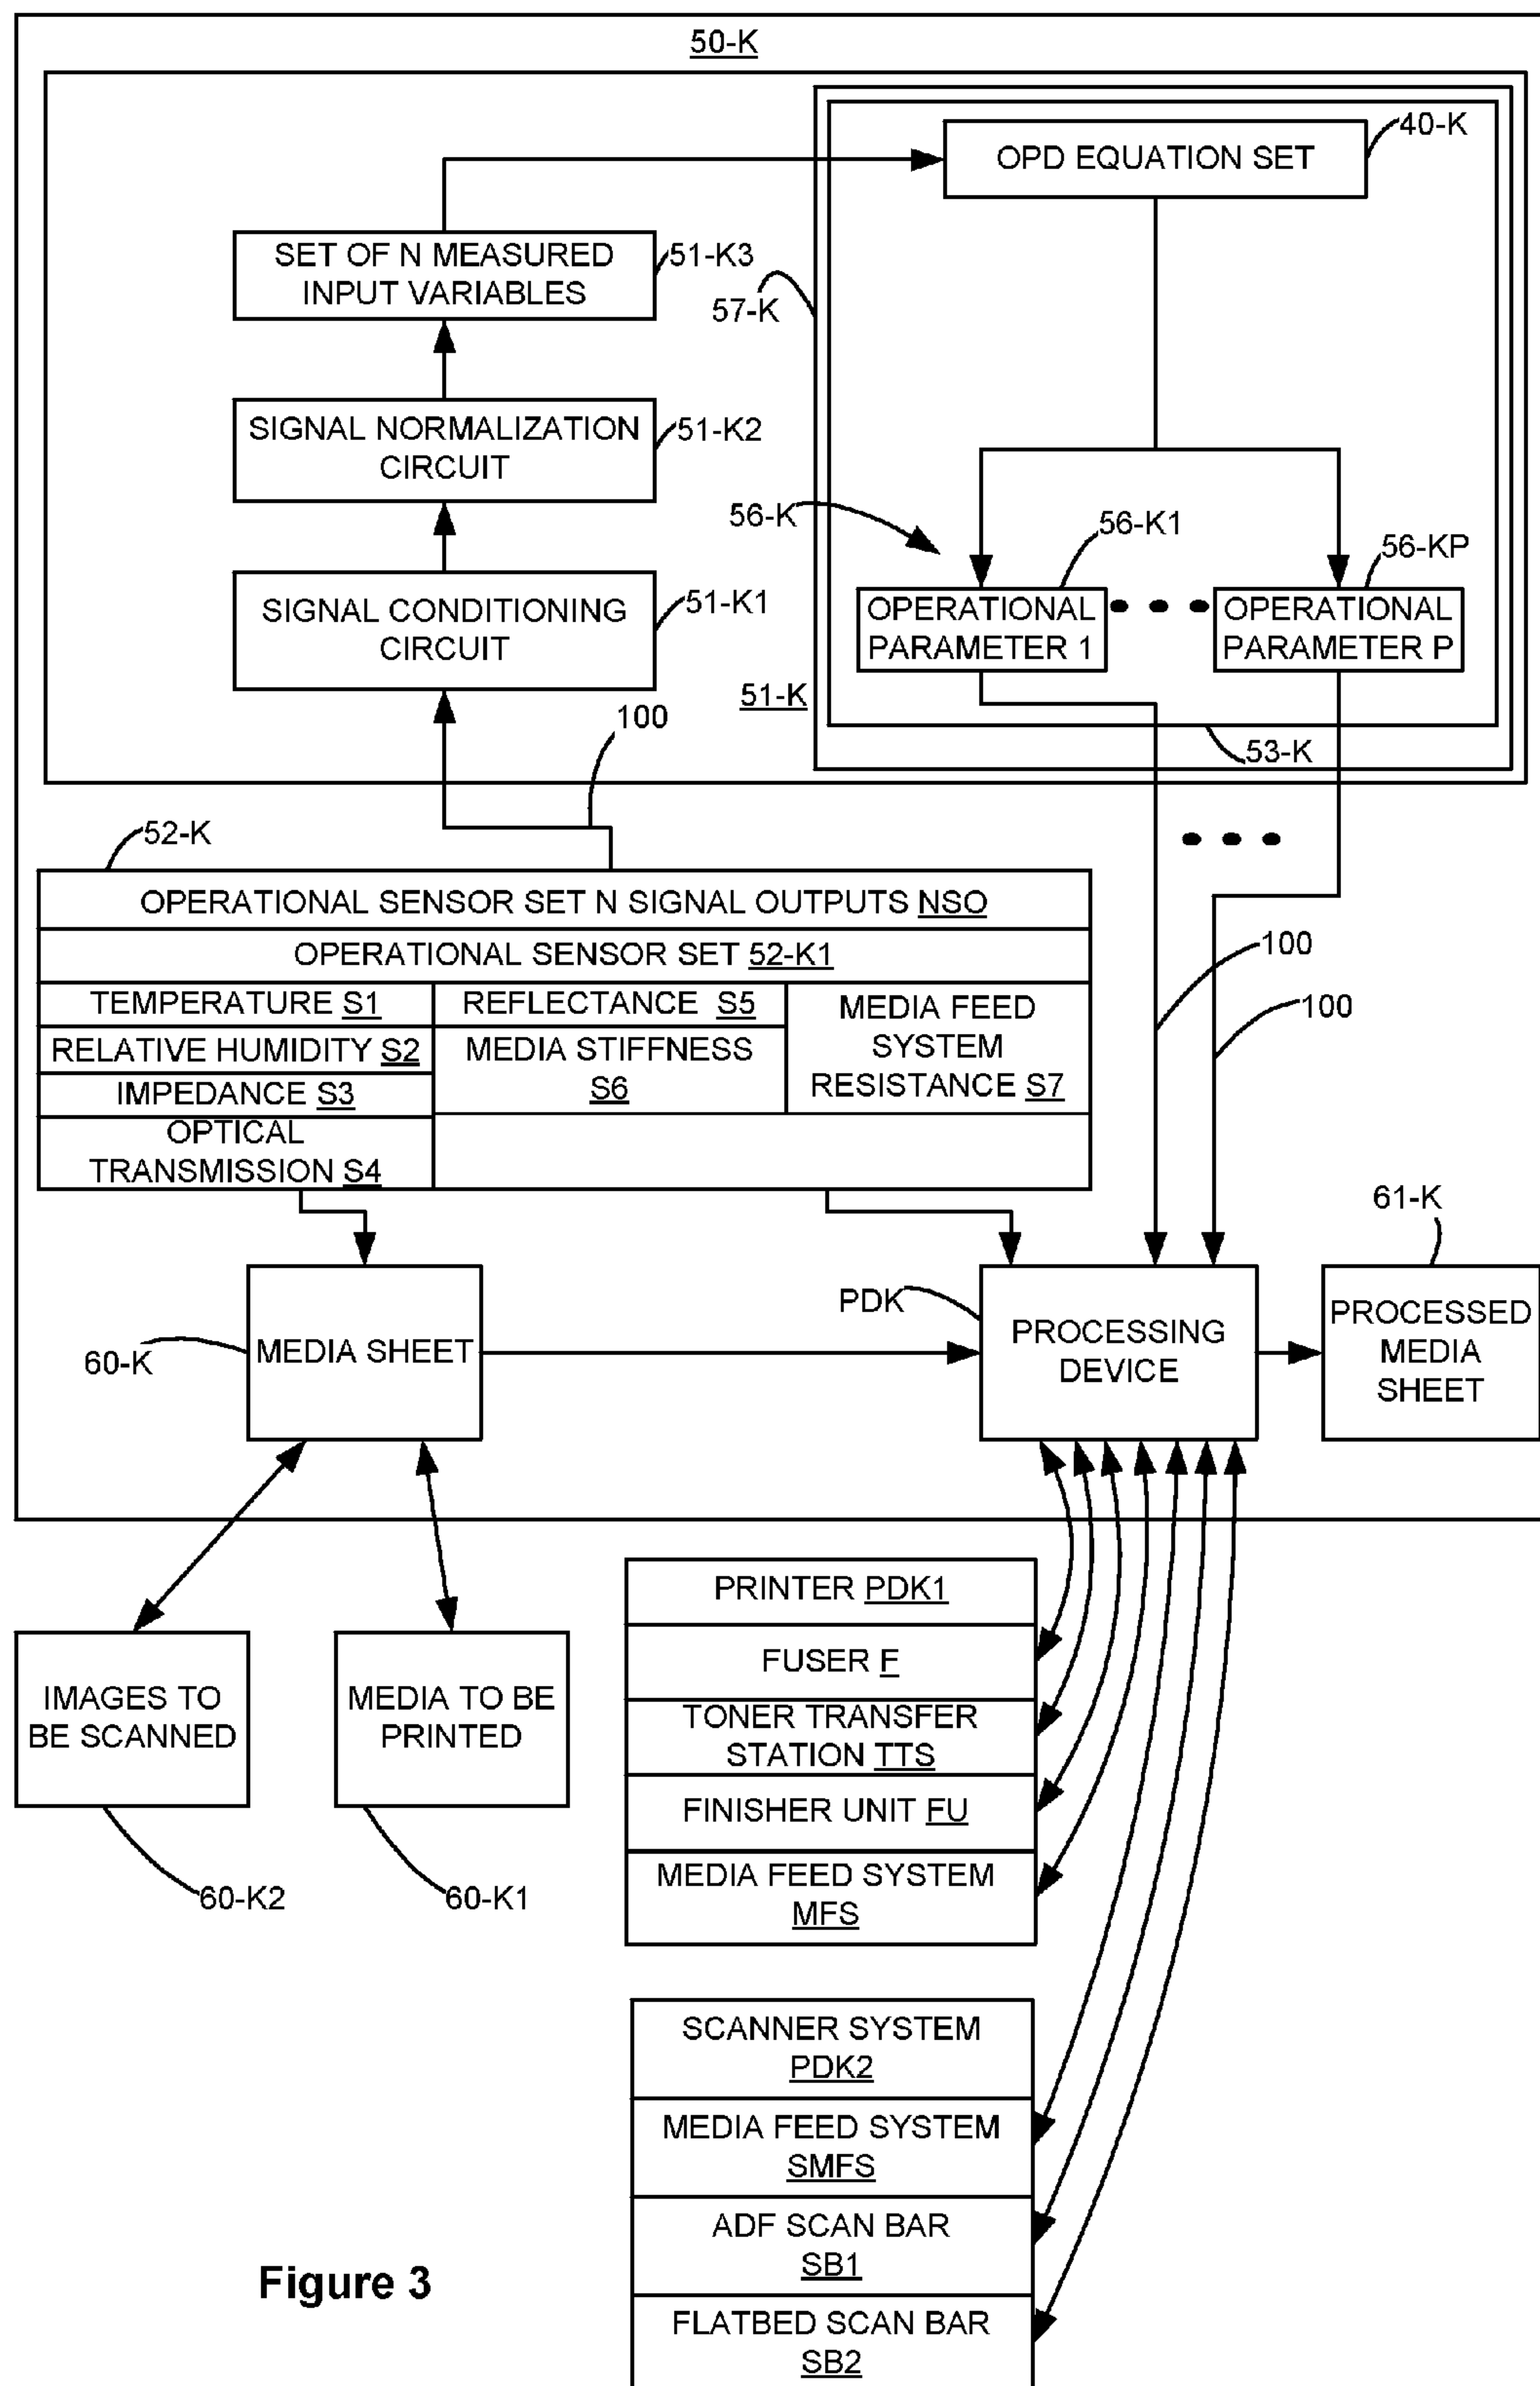 50-K
OPD EQUATION SET
40-K
SET OF N MEASURED
INPUT VARIABLES
51-K3
57-K
SIGNAL NORMALIZATION
CIRCUIT
51-K2
56-K
56-K1
56-KP
SIGNAL CONDITIONING
CIRCUIT
51-K1
OPERATIONAL
PARAMETER 1
OPERATIONAL
PARAMETER P
51-K
53-K
100
52-K
OPERATIONAL SENSOR SET N SIGNAL OUTPUTS NSO
OPERATIONAL SENSOR SET 52-K1
TEMPERATURE S1
RELATIVE HUMIDITY S2
IMPEDANCE S3
OPTICAL
TRANSMISSION S4
REFLECTANCE S5
MEDIA STIFFNESS
S6
MEDIA FEED
SYSTEM
RESISTANCE S7
100
100
61-K
PDK
60-K
MEDIA SHEET
PROCESSING
DEVICE
PROCESSED
MEDIA
SHEET
IMAGES TO
BE SCANNED
MEDIA TO BE
PRINTED
60-K2
60-K1
PRINTER PDK1
FUSER F
TONER TRANSFER
STATION TTS
FINISHER UNIT FU
MEDIA FEED SYSTEM
MFS
SCANNER SYSTEM
PDK2
MEDIA FEED SYSTEM
SMFS
ADF SCAN BAR
SB1
FLATBED SCAN BAR
SB2
Figure 3